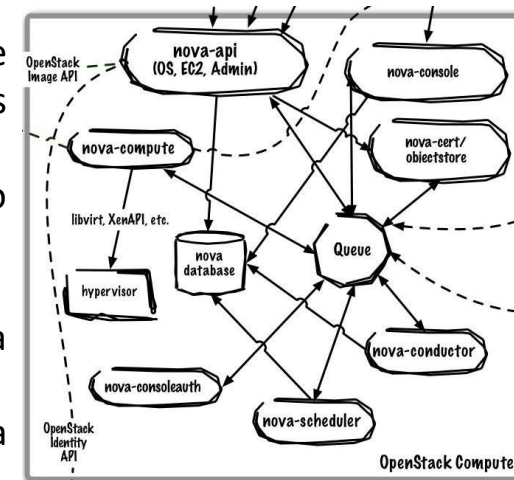 e
s
o
a
a
OpenStack
Image API
nova-api
(OS, EC2, Admin)
nova-console
nova-cert/
objectstore
nova-compute
libvirt, XenAPI, etc.
nova
database
Queue
hypervisor
nova-conductor
nova-consoleauth
nova-scheduler
OpenStack
Identity
API
OpenStack Compute